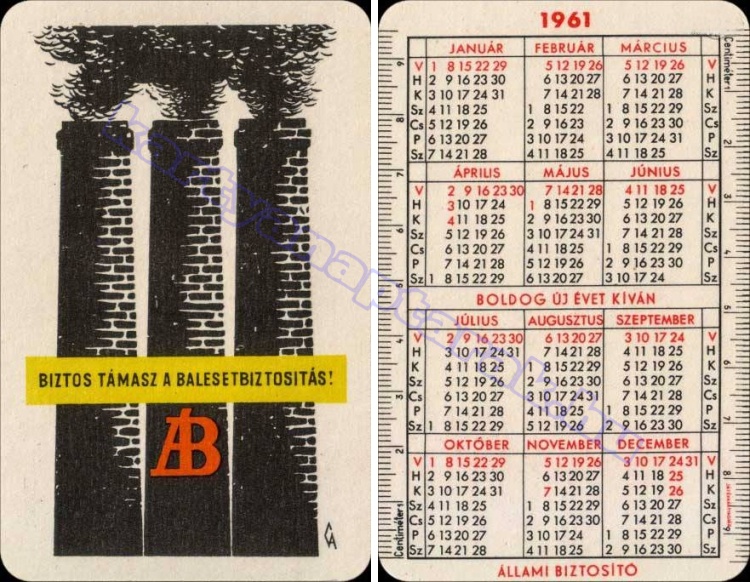 BIZTOS TÁMASZ A BALESETBIZTOSITÁS!
ÁB
CA
kartyanaptarok.hu
1961
JANUÁR FEBRUÁR MÁRCIUS
V 1 8 15 22 29 5 12 19 26 5 12 19 26 V
H 2 9 16 23 30 6 13 20 27 6 13 20 27 H
K 3 10 17 24 31 7 14 21 28 7 14 21 28 K
Sz 4 11 18 25 1 8 15 22 1 8 15 22 29 Sz
Cs 5 12 19 26 2 9 16 23 2 9 16 23 30 Cs
P 6 13 20 27 3 10 17 24 3 10 17 24 31 P
Sz 7 14 21 28 4 11 18 25 4 11 18 25 Sz
ÁPRILIS MÁJUS JÚNIUS
V 2 9 16 23 30 7 14 21 28 4 11 18 25 V
H 3 10 17 24 1 8 15 22 29 5 12 19 26 H
K 4 11 18 25 2 9 16 23 30 6 13 20 27 K
Sz 5 12 19 26 3 10 17 24 31 7 14 21 28 Sz
Cs 6 13 20 27 4 11 18 25 1 8 15 22 29 Cs
P 7 14 21 28 5 12 19 26 2 9 16 23 30 P
Sz 1 8 15 22 29 6 13 20 27 3 10 17 24 Sz
BOLDOG ÚJ ÉVET KÍVÁN
JÚLIUS AUGUSZTUS SZEPTEMBER
V 2 9 16 23 30 6 13 20 27 3 10 17 24 V
H 3 10 17 24 31 7 14 21 28 4 11 18 25 H
K 4 11 18 25 1 8 15 22 29 5 12 19 26 K
Sz 5 12 19 26 2 9 16 23 30 6 13 20 27 Sz
Cs 6 13 20 27 3 10 17 24 31 7 14 21 28 Cs
P 7 14 21 28 4 11 18 25 1 8 15 22 29 P
Sz 1 8 15 22 29 5 12 19 26 2 9 16 23 30 Sz
OKTÓBER NOVEMBER DECEMBER
V 1 8 15 22 29 5 12 19 26 3 10 17 24 31 V
H 2 9 16 23 30 6 13 20 27 4 11 18 25 H
K 3 10 17 24 31 7 14 21 28 5 12 19 26 K
Sz 4 11 18 25 1 8 15 22 29 6 13 20 27 Sz
Cs 5 12 19 26 2 9 16 23 30 7 14 21 28 Cs
P 6 13 20 27 3 10 17 24 1 8 15 22 29 P
Sz 7 14 21 28 4 11 18 25 2 9 16 23 30 Sz
ÁLLAMI BIZTOSÍTÓ
Centiméters
2
3
4
5
6
7
8
9
Centiméters
2
8